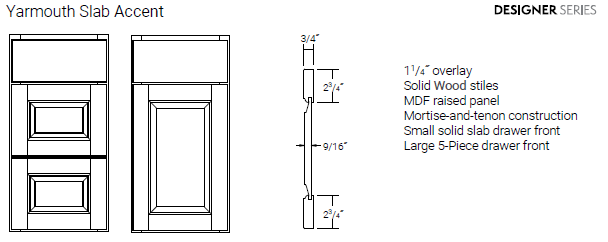 Yarmouth Slab Accent
DESIGNER SERIES
3/4"
2 3/4"
9/16"
2 3/4"
1 1/4" overlay
Solid Wood stiles
MDF raised panel
Mortise-and-tenon construction
Small solid slab drawer front
Large 5-Piece drawer front